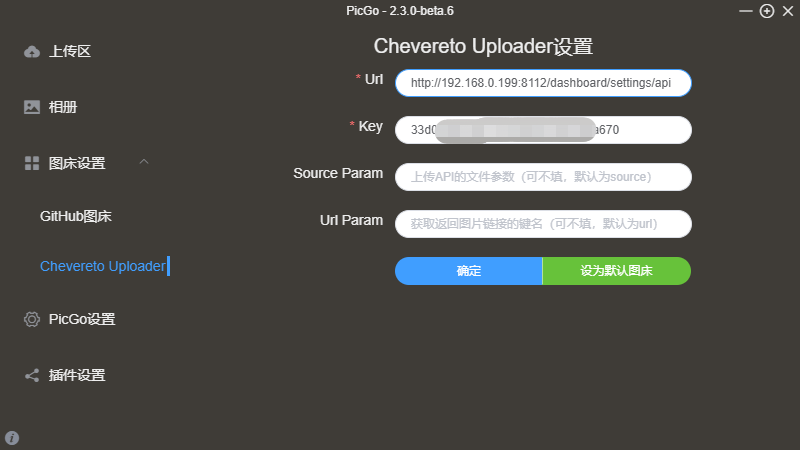 PicGo - 2.3.0-beta.6
上传区
相册
图床设置
GitHub图床
Chevereto Uploader
PicGo设置
插件设置
Chevereto Uploader设置
* Url
http://192.168.0.199:8112/dashboard/settings/api
* Key
33d0 a670
Source Param
上传API的文件参数（可不填，默认为source）
Url Param
获取返回图片链接的键名（可不填，默认为url）
确定
设为默认图床